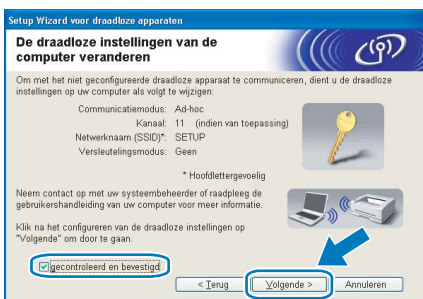 Setup Wizard voor draadloze apparaten
De draadloze instellingen van de
computer veranderen
Om met het niet geconfigureerde draadloze apparaat te communiceren, dient u de draadloze
instellingen op uw computer als volgt te wijzigen:
Communicatiemodus: Ad-hoc
Kanaal: 11 (indien van toepassing)
Netwerknaam (SSID)*: SETUP
Versleutelingsmodus: Geen
* Hoofdlettergevoelig
Neem contact op met uw systeembeheerder of raadpleeg de
gebruikershandleiding van uw computer voor meer informatie.
Klik na het configureren van de draadloze instellingen op
"Volgende" om door te gaan.
gecontroleerd en bevestigd
< Terug
Volgende >
Annuleren